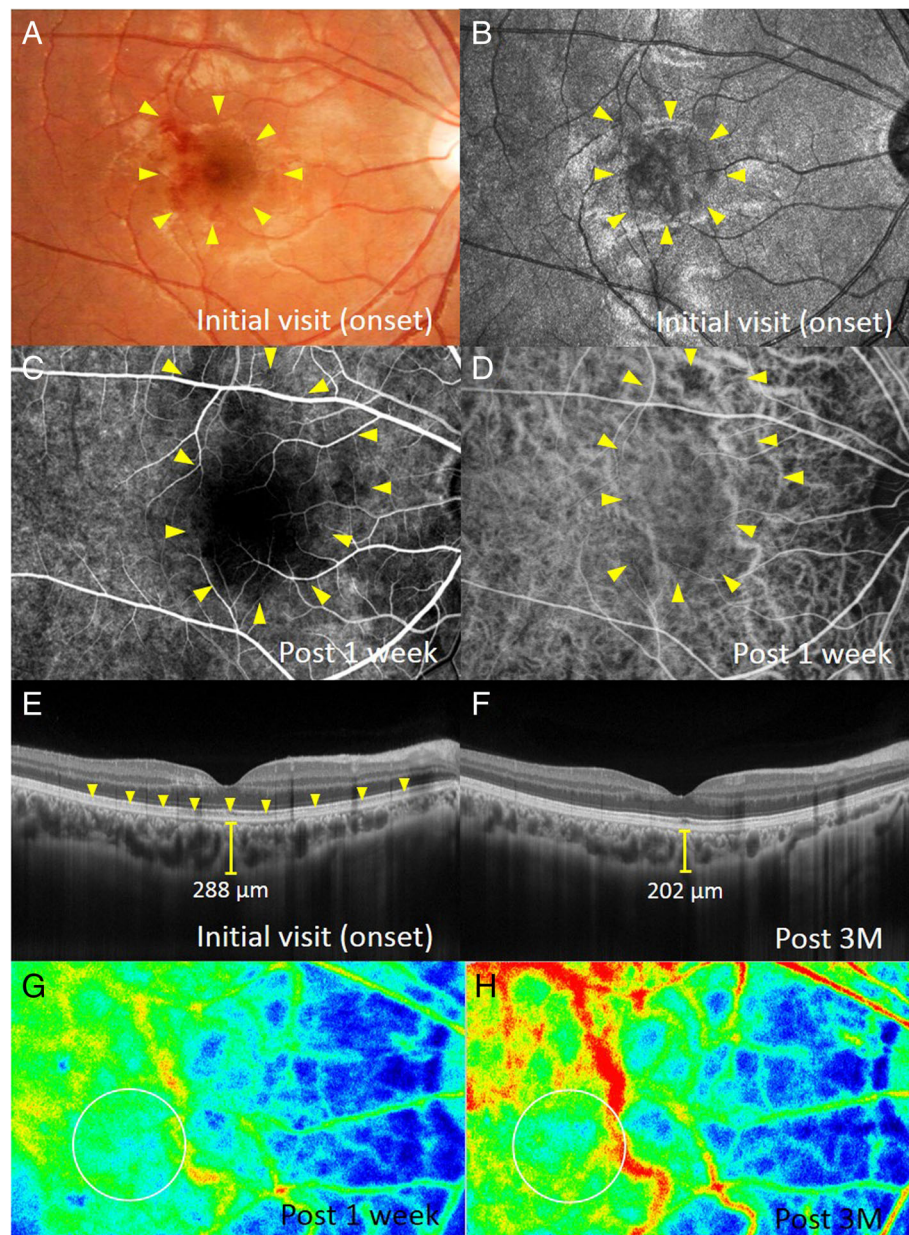 A
B
Initial visit (onset)
Initial visit (onset)
C
D
Post 1 week
Post 1 week
E
F
288 µm
202 µm
Initial visit (onset)
Post 3M
G
H
Post 1 week
Post 3M